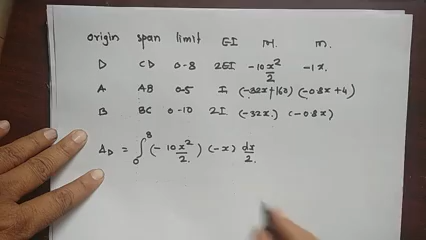 origin span limit EI M. m.
D CD 0-8 2EI -10x²/2 -1x.
A AB 0-5 I (-32x+160) (-0.8x+4)
B BC 0-10 2I (-32x) (-0.8x)
Δ_D = ∫₀⁸ (-10x²/2.) (-x) dx/2.